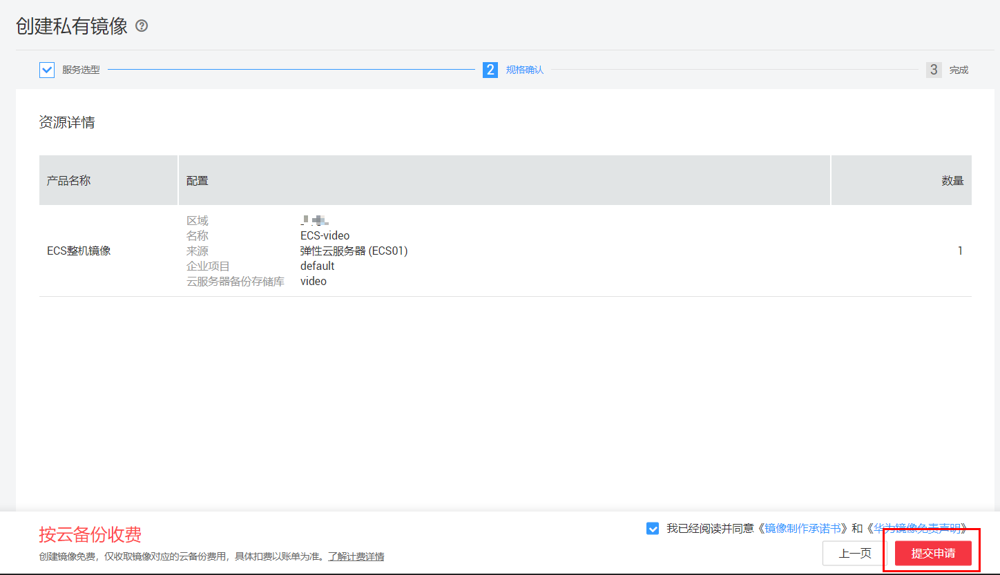 创建私有镜像 ?
服务选型 2 规格确认 3 完成
资源详情
产品名称 配置 数量
ECS整机镜像 1
区域
名称 ECS-video
来源 弹性云服务器 (ECS01)
企业项目 default
云服务器备份存储库 video
按云备份收费
创建镜像免费，仅收取镜像对应的云备份费用，具体扣费以账单为准。了解计费详情
我已经阅读并同意《镜像制作承诺书》和《华为镜像免责声明》
上一页 提交申请